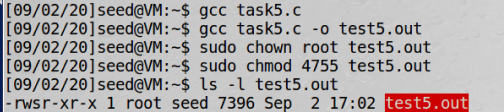 [09/02/20]seed@VM:~$ gcc task5.c
[09/02/20]seed@VM:~$ gcc task5.c -o test5.out
[09/02/20]seed@VM:~$ sudo chown root test5.out
[09/02/20]seed@VM:~$ sudo chmod 4755 test5.out
[09/02/20]seed@VM:~$ ls -l test5.out
-rwsr-xr-x 1 root seed 7396 Sep  2 17:02 test5.out